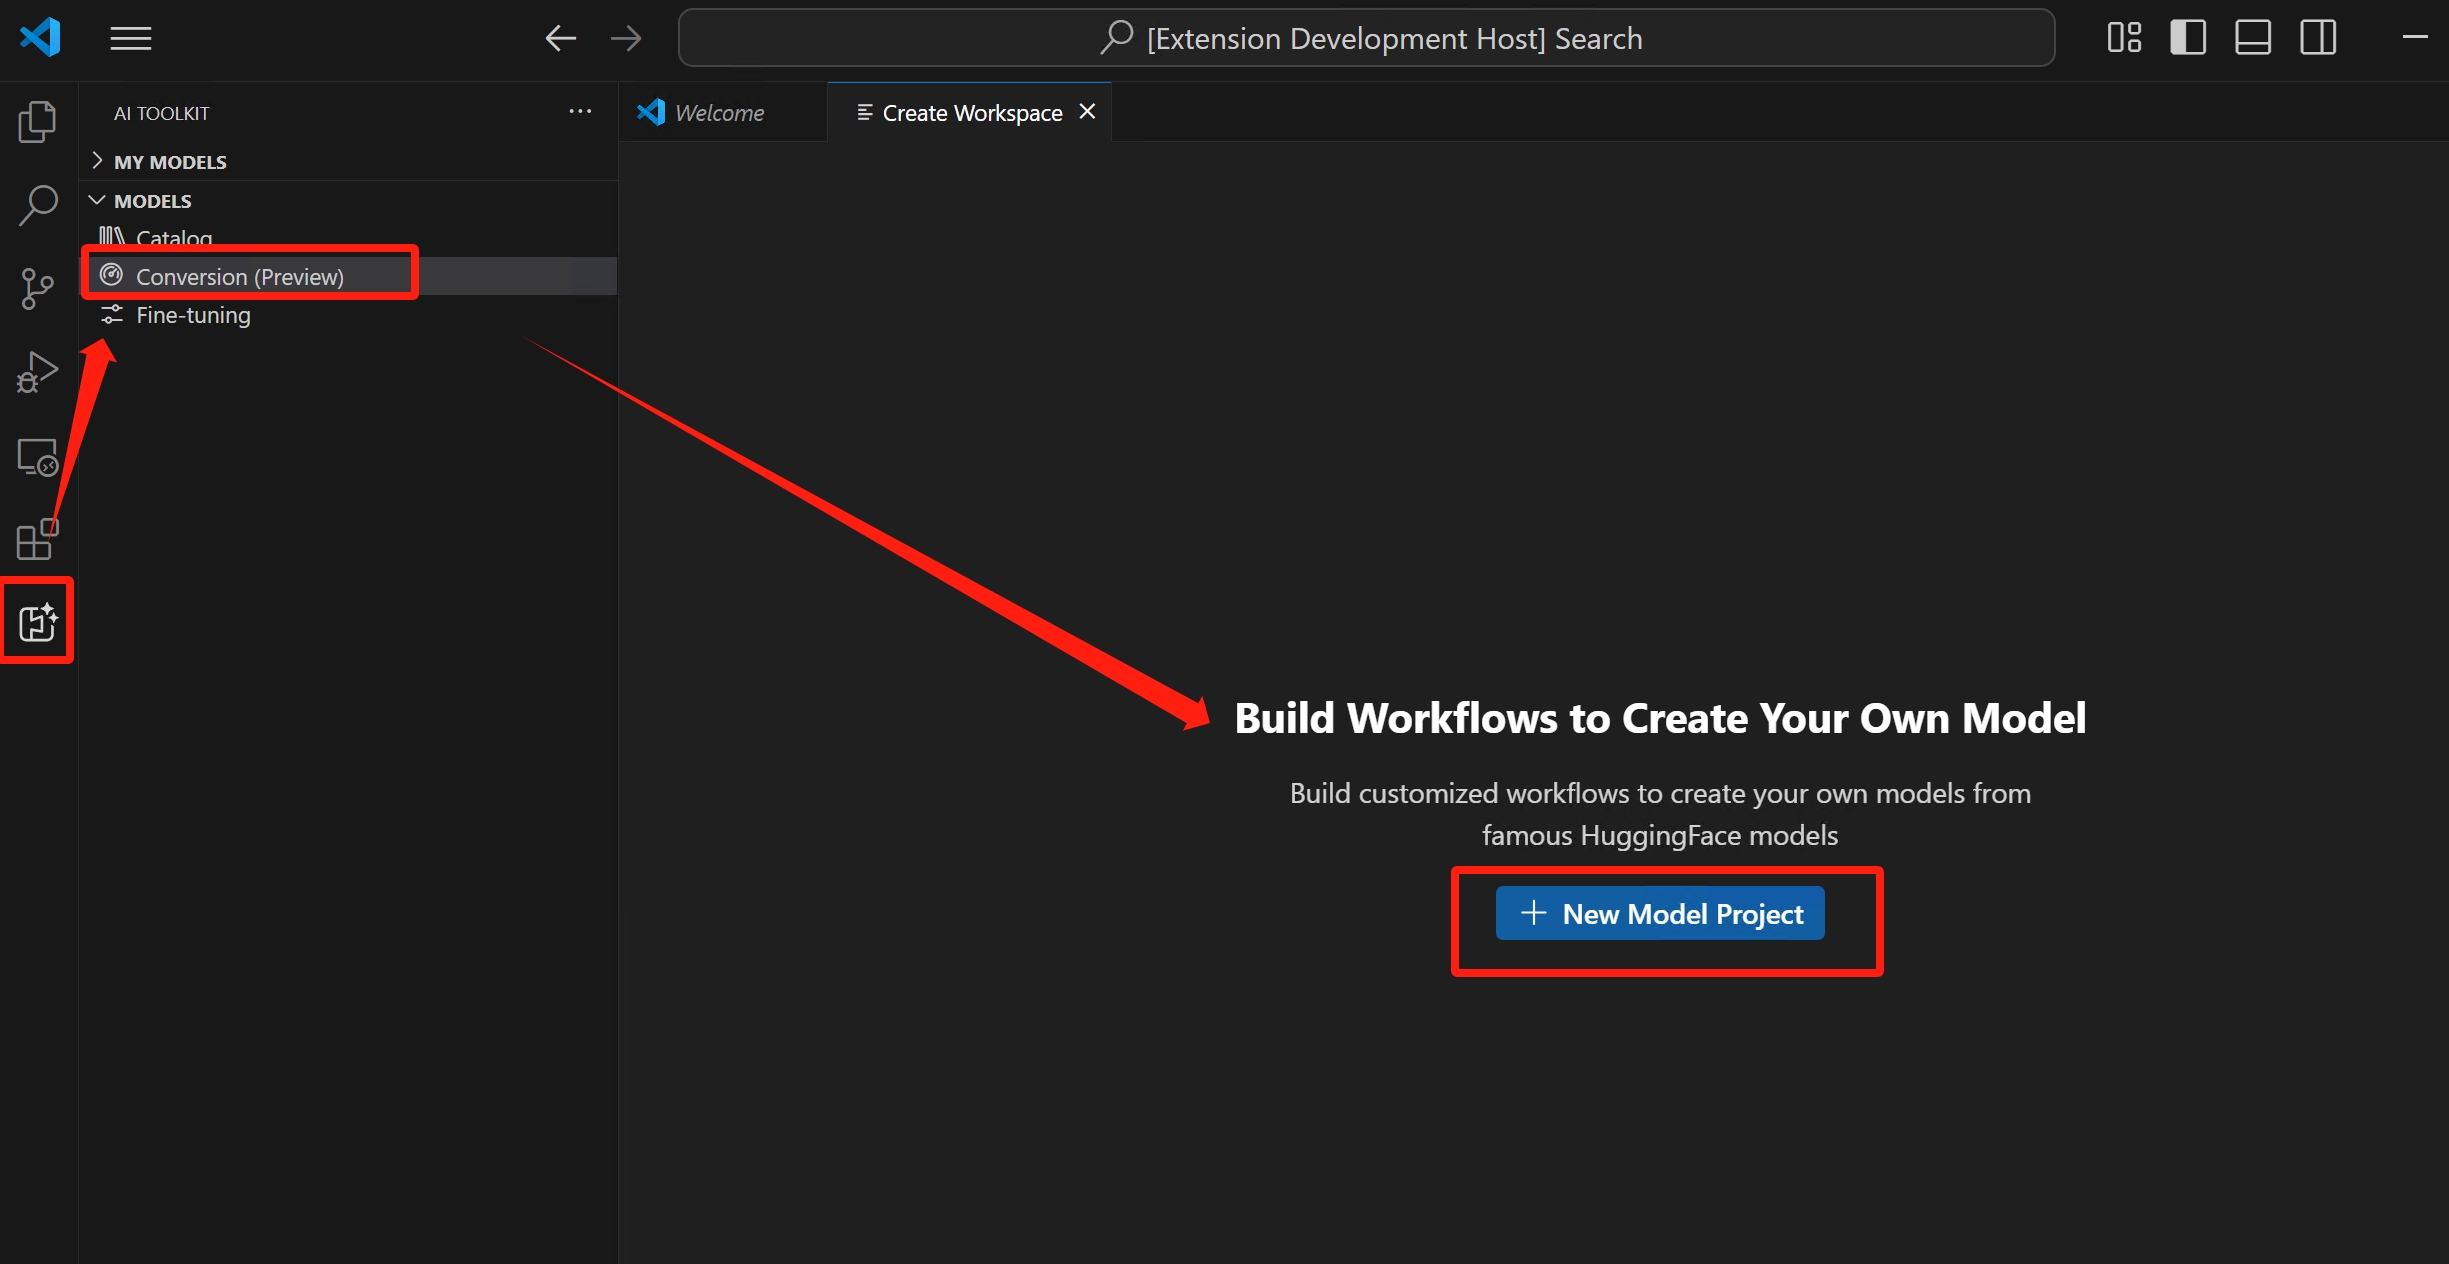 [Extension Development Host] Search
AI TOOLKIT
Welcome
Create Workspace
MY MODELS
MODELS
Catalog
Conversion (Preview)
Fine-tuning
Build Workflows to Create Your Own Model
Build customized workflows to create your own models from
famous HuggingFace models
New Model Project